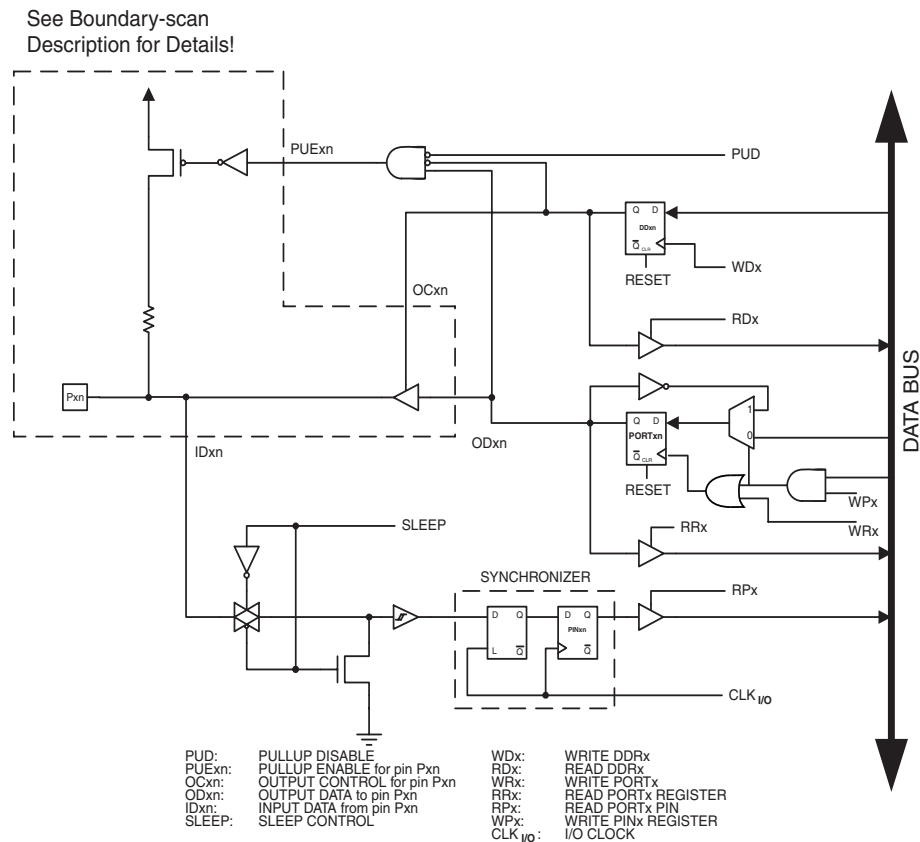 See Boundary-scan
Description for Details!
PUExn
PUD
Q D
DDxn
Q CLR
WDx
RESET
OCxn
RDx
Pxn
1
Q D
PORTxn
0
Q CLR
ODxn
IDxn
RESET
WPx
WRx
RRx
SLEEP
SYNCHRONIZER
RPx
D Q
D Q
PINxn
L Q
Q
CLK I/O
DATA BUS
PUD: PULLUP DISABLE
PUExn: PULLUP ENABLE for pin Pxn
OCxn: OUTPUT CONTROL for pin Pxn
ODxn: OUTPUT DATA to pin Pxn
IDxn: INPUT DATA from pin Pxn
SLEEP: SLEEP CONTROL
WDx: WRITE DDRx
RDx: READ DDRx
WRx: WRITE PORTx
RRx: READ PORTx REGISTER
RPx: READ PORTx PIN
WPx: WRITE PINx REGISTER
CLK I/O : I/O CLOCK